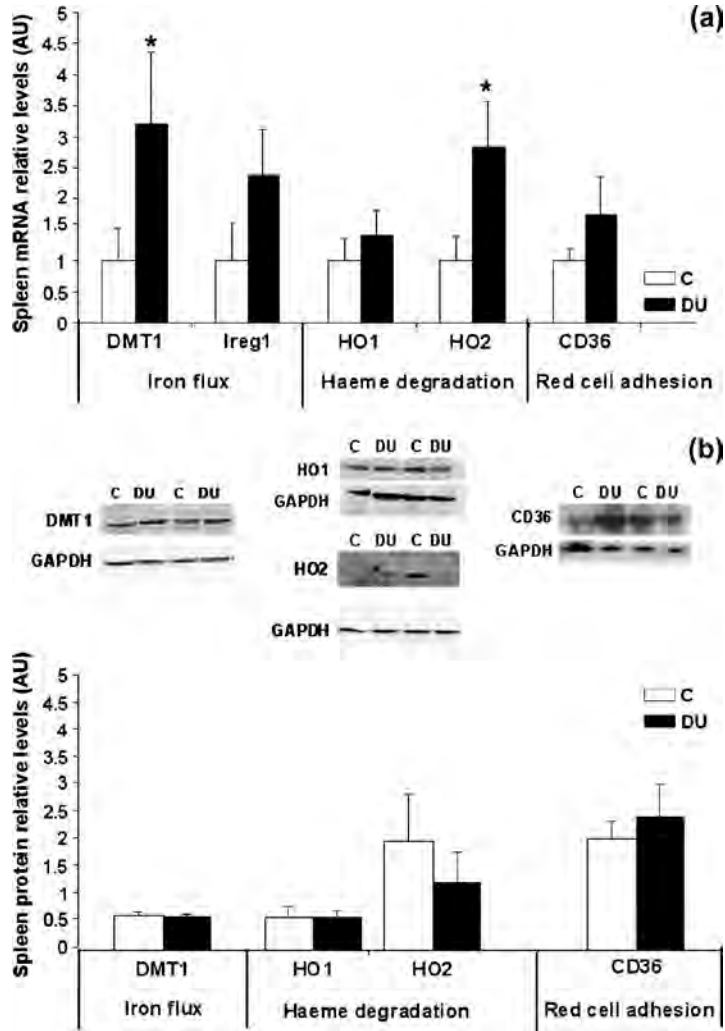 (a)
Spleen mRNA relative levels (AU)
5
4.5
4
3.5
3
2.5
2
1.5
1
0.5
0
*
*
C
DU
DMT1 Ireg1 HO1 HO2 CD36
Iron flux Haeme degradation Red cell adhesion
(b)
C DU C DU
DMT1
GAPDH
C DU C DU
HO1
GAPDH
C DU C DU
HO2
GAPDH
C DU C DU
CD36
GAPDH
Spleen protein relative levels (AU)
5
4.5
4
3.5
3
2.5
2
1.5
1
0.5
0
C
DU
DMT1 HO1 HO2 CD36
Iron flux Haeme degradation Red cell adhesion